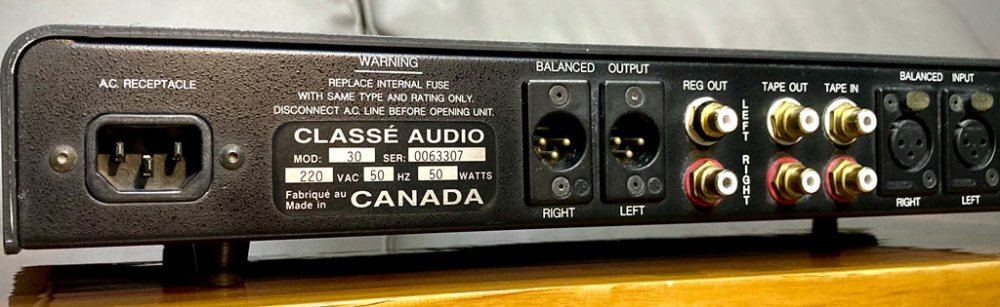 A.C. RECEPTACLE
WARNING
REPLACE INTERNAL FUSE
WITH SAME TYPE AND RATING ONLY.
DISCONNECT A.C. LINE BEFORE OPENING UNIT.
CLASSÉ AUDIO
MOD: 30 SER: 0063307
220 VAC 50 HZ 50 WATTS
Fabriqué au
Made in CANADA
BALANCED OUTPUT
RIGHT LEFT
REG OUT
TAPE OUT
TAPE IN
LEFT
RIGHT
BALANCED INPUT
RIGHT LEFT